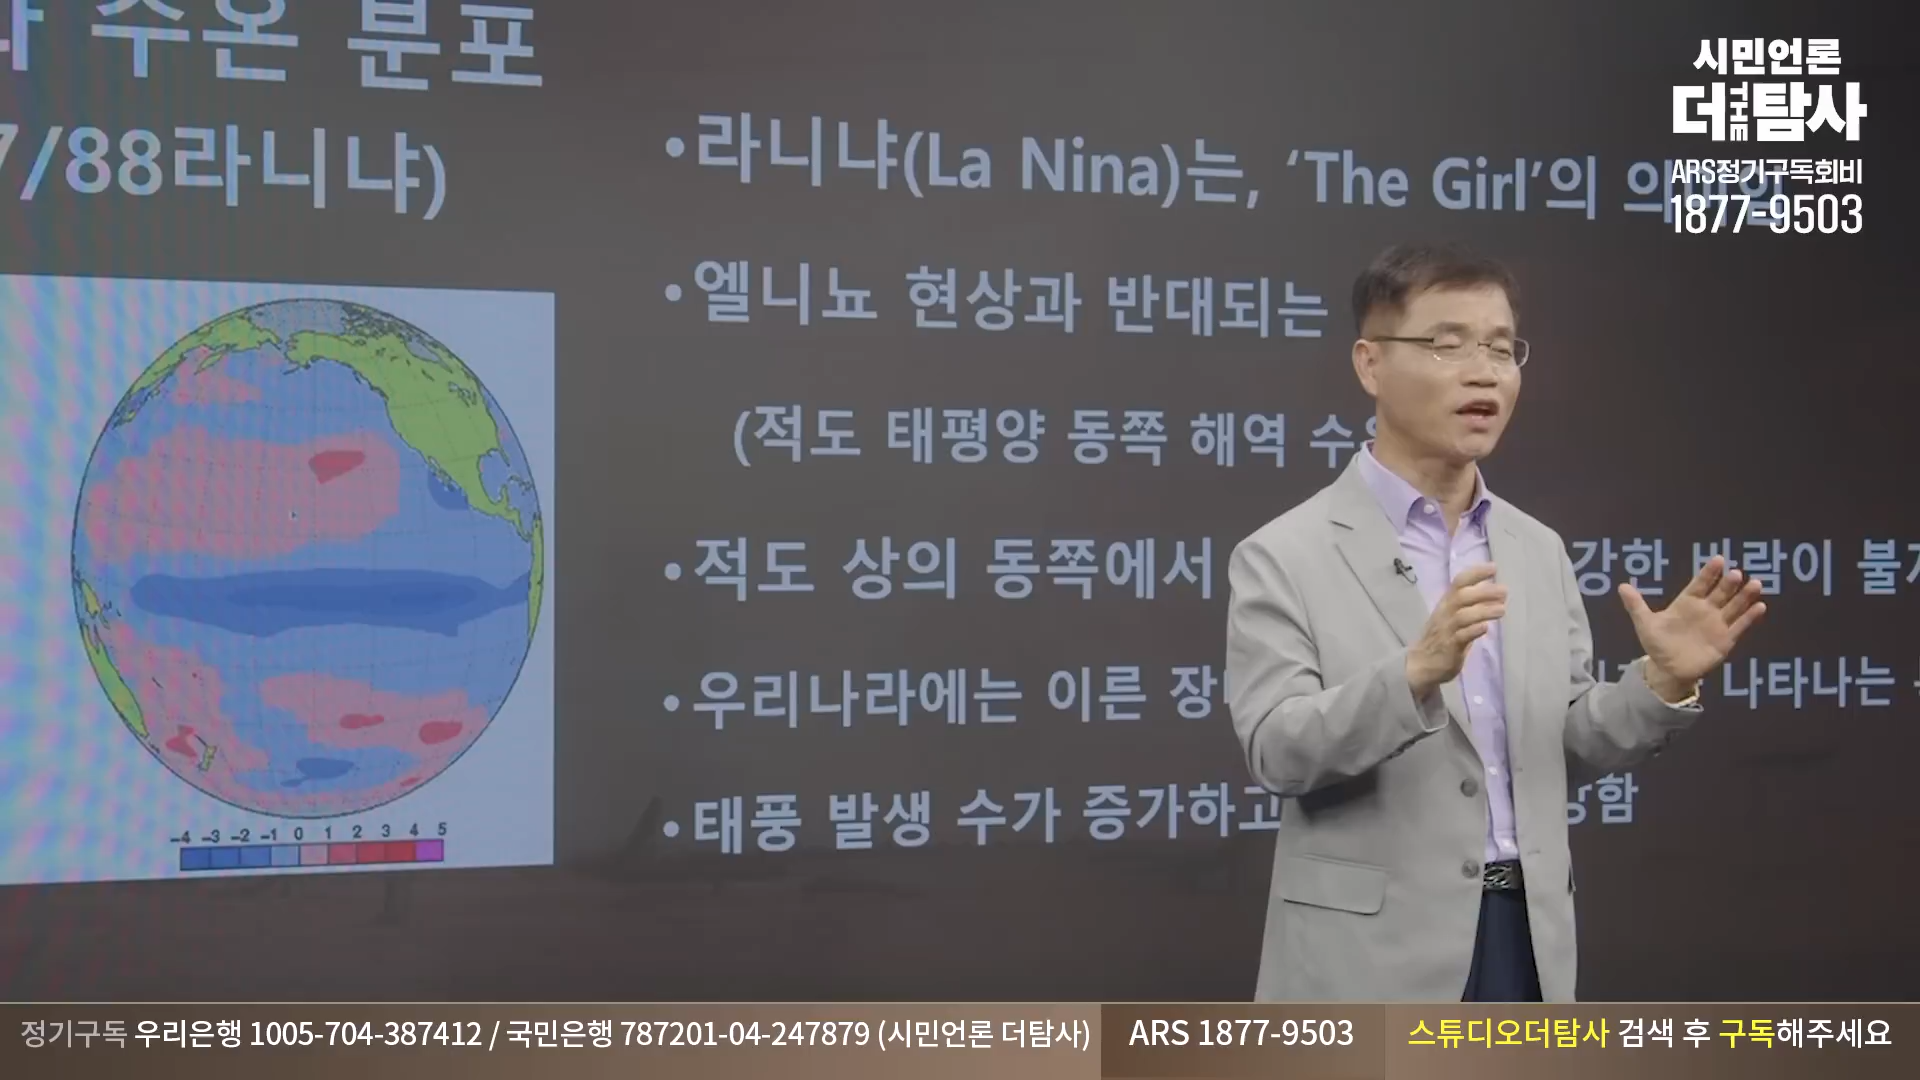 수온 분포
7/88라니냐)
•라니냐(La Nina)는, ‘The Girl’의
•엘니뇨 현상과 반대되는
(적도 태평양 동쪽 해역
•적도 상의 동쪽에서 강한 바람이
•우리나라에는 이른 나타나는
•태풍 발생 수가 증가하고
-4 -3 -2 -1 0 1 2 3 4 5
시민언론
더탐사
THE
ARS정기구독회비
1877-9503
정기구독 우리은행 1005-704-387412 / 국민은행 787201-04-247879 (시민언론 더탐사)
ARS 1877-9503
스튜디오더탐사 검색 후 구독해주세요